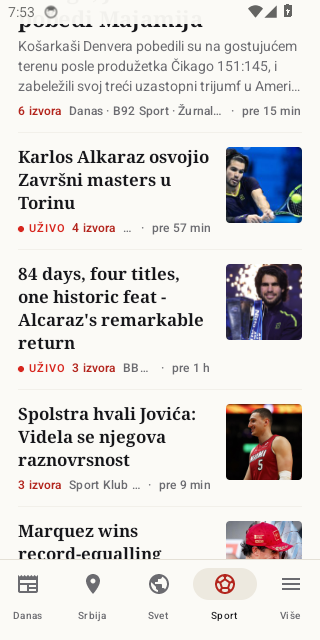 7:53
pobedi Majamija
Košarkaši Denvera pobedili su na gostujućem
terenu posle produžetka Čikago 151:145, i
zabeležili svoj treći uzastopni trijumf u Ameri...
6 izvora Danas · B92 Sport · Žurnal... · pre 15 min
Karlos Alkaraz osvojio
Završni masters u
Torinu
UŽIVO 4 izvora ... · pre 57 min
84 days, four titles,
one historic feat -
Alcaraz's remarkable
return
UŽIVO 3 izvora BB... · pre 1 h
Spolstra hvali Jovića:
Videla se njegova
raznovrsnost
3 izvora Sport Klub ... · pre 9 min
Marquez wins
record-equalling
Danas Srbija Svet Sport Više